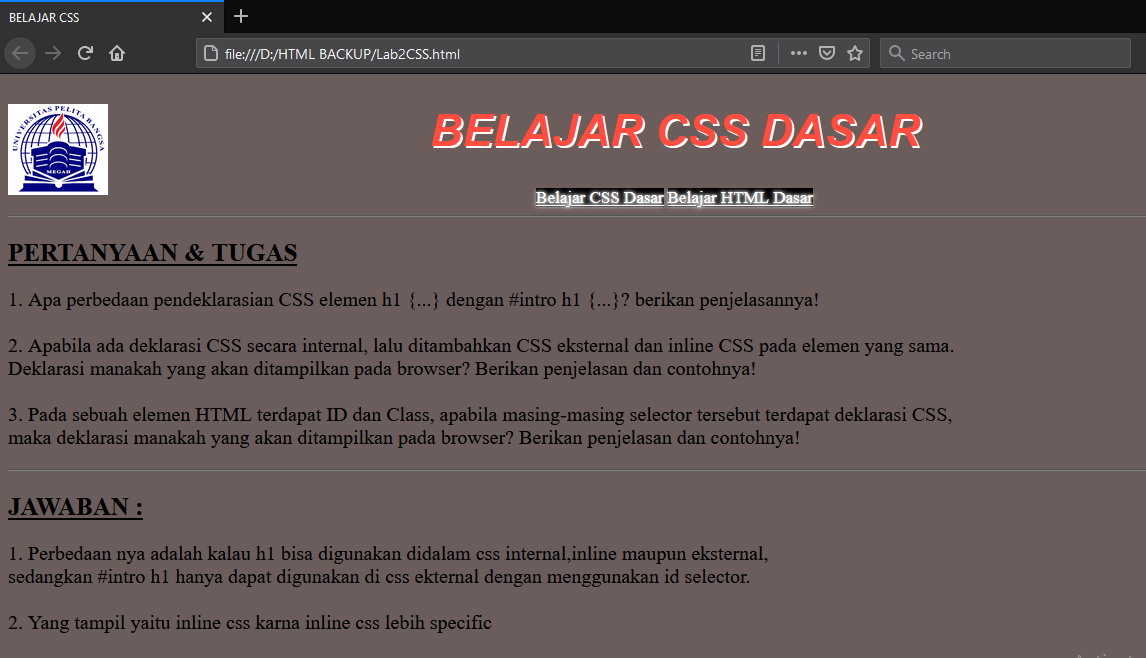 BELAJAR CSS
file:///D:/HTML BACKUP/Lab2CSS.html
Search
UNIVERSITAS PELITA BANGSA
MEGAH
BELAJAR CSS DASAR
Belajar CSS Dasar Belajar HTML Dasar
PERTANYAAN & TUGAS
1. Apa perbedaan pendeklarasian CSS elemen h1 {...} dengan #intro h1 {...}? berikan penjelasannya!
2. Apabila ada deklarasi CSS secara internal, lalu ditambahkan CSS eksternal dan inline CSS pada elemen yang sama.
Deklarasi manakah yang akan ditampilkan pada browser? Berikan penjelasan dan contohnya!
3. Pada sebuah elemen HTML terdapat ID dan Class, apabila masing-masing selector tersebut terdapat deklarasi CSS,
maka deklarasi manakah yang akan ditampilkan pada browser? Berikan penjelasan dan contohnya!
JAWABAN :
1. Perbedaan nya adalah kalau h1 bisa digunakan didalam css internal,inline maupun eksternal,
sedangkan #intro h1 hanya dapat digunakan di css ekternal dengan menggunakan id selector.
2. Yang tampil yaitu inline css karna inline css lebih specific